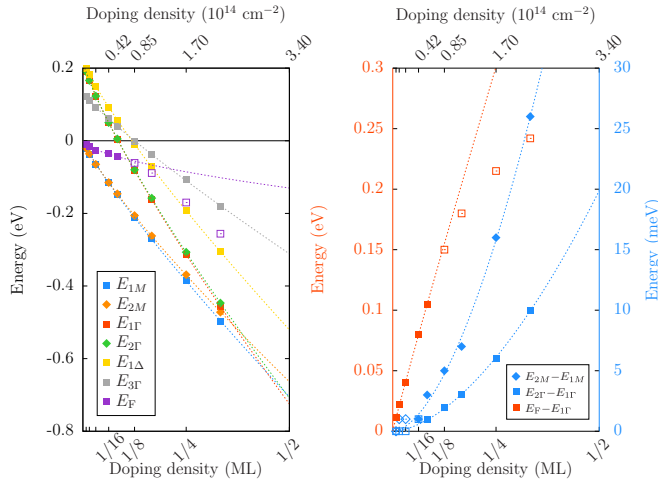 Doping density (10^14 cm^−2)
0.42
0.85
1.70
3.40
0.2
0
-0.2
-0.4
-0.6
-0.8
Energy (eV)
E_1M
E_2M
E_1Γ
E_2Γ
E_1Δ
E_3Γ
E_F
1/16
1/8
1/4
1/2
Doping density (ML)
Doping density (10^14 cm^−2)
0.42
0.85
1.70
3.40
0.3
0.25
0.2
0.15
0.1
0.05
0
Energy (eV)
30
25
20
15
10
5
0
Energy (meV)
E_2M−E_1M
E_2Γ−E_1Γ
E_F−E_1Γ
1/16
1/8
1/4
1/2
Doping density (ML)